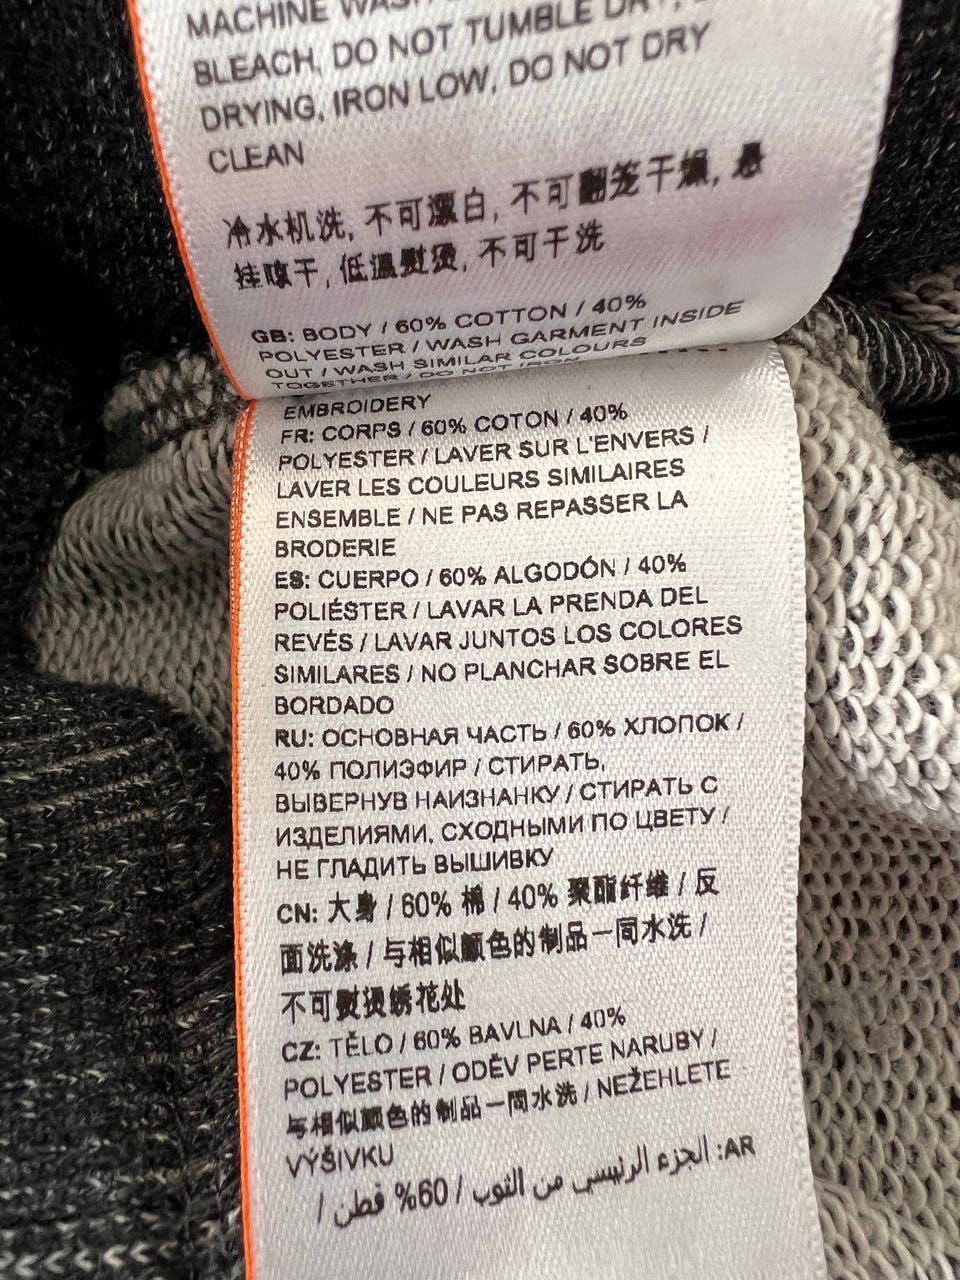 MACHINE WASH
BLEACH, DO NOT TUMBLE DRY,
DRYING, IRON LOW, DO NOT DRY
CLEAN
冷水机洗, 不可漂白, 不可翻笼干燥, 悬
挂晾干, 低温熨烫, 不可干洗
GB: BODY / 60% COTTON / 40%
POLYESTER / WASH GARMENT INSIDE
OUT / WASH SIMILAR COLOURS
TOGETHER / DO NOT IRON
EMBROIDERY
FR: CORPS / 60% COTON / 40%
POLYESTER / LAVER SUR L'ENVERS /
LAVER LES COULEURS SIMILAIRES
ENSEMBLE / NE PAS REPASSER LA
BRODERIE
ES: CUERPO / 60% ALGODÓN / 40%
POLIÉSTER / LAVAR LA PRENDA DEL
REVÉS / LAVAR JUNTOS LOS COLORES
SIMILARES / NO PLANCHAR SOBRE EL
BORDADO
RU: ОСНОВНАЯ ЧАСТЬ / 60% ХЛОПОК /
40% ПОЛИЭФИР / СТИРАТЬ,
ВЫВЕРНУВ НАИЗНАНКУ / СТИРАТЬ С
ИЗДЕЛИЯМИ, СХОДНЫМИ ПО ЦВЕТУ /
НЕ ГЛАДИТЬ ВЫШИВКУ
CN: 大身 / 60% 棉 / 40% 聚酯纤维 / 反
面洗涤 / 与相似颜色的制品一同水洗 /
不可熨烫绣花处
CZ: TĚLO / 60% BAVLNA / 40%
POLYESTER / ODĚV PERTE NARUBY /
与相似颜色的制品一同水洗 / NEŽEHLETE
VÝŠIVKU
AR: الجزء الرئيسي من الثوب / 60% قطن /